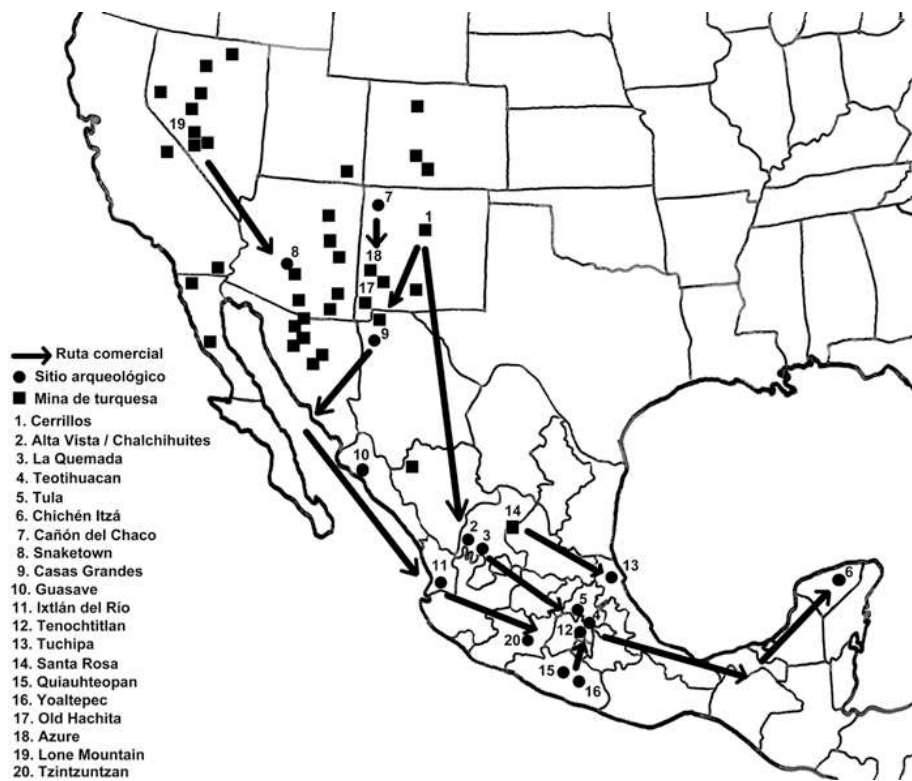 19
7
1
8
18
17
9
Ruta comercial
Sitio arqueológico
Mina de turquesa
1. Cerrillos
2. Alta Vista / Chalchihuites
3. La Quemada
4. Teotihuacan
5. Tula
6. Chichén Itzá
7. Cañón del Chaco
8. Snaketown
9. Casas Grandes
10. Guasave
11. Ixtlán del Río
12. Tenochtitlan
13. Tuchipa
14. Santa Rosa
15. Quiauhteopan
16. Yoaltepec
17. Old Hachita
18. Azure
19. Lone Mountain
20. Tzintzuntzan
10
14
2
3
11
13
6
5
4
12
20
15
16